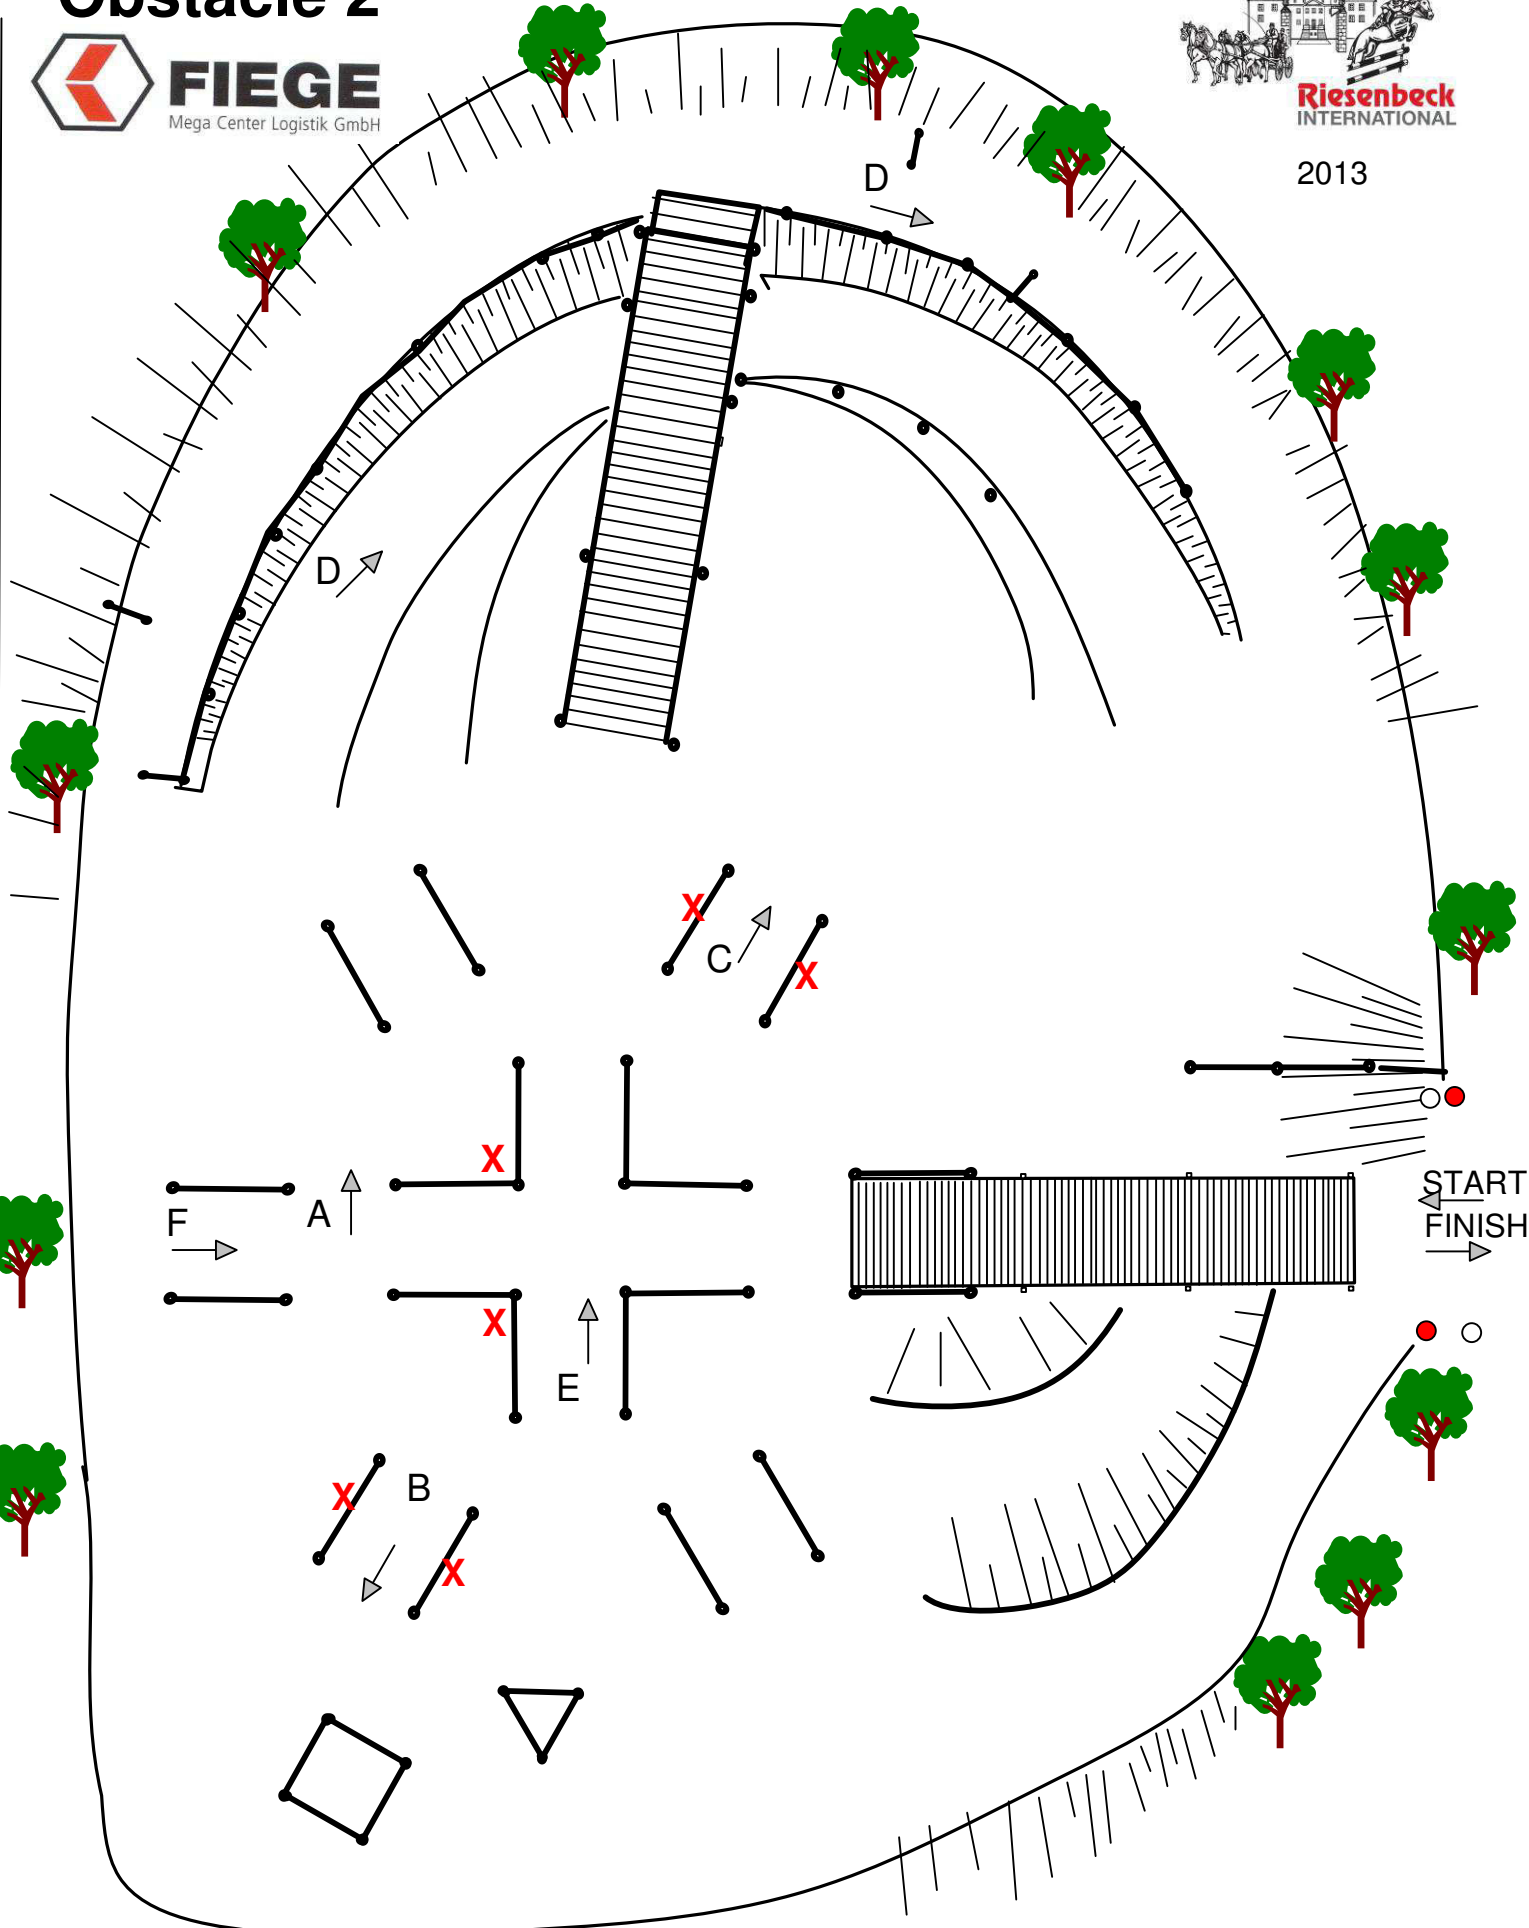 Obstacle 2
FIEGE
Mega Center Logistik GmbH
Riesenbeck
INTERNATIONAL
2013
D
D
X
C
X
X
START
FINISH
A
F
X
E
B
X
X